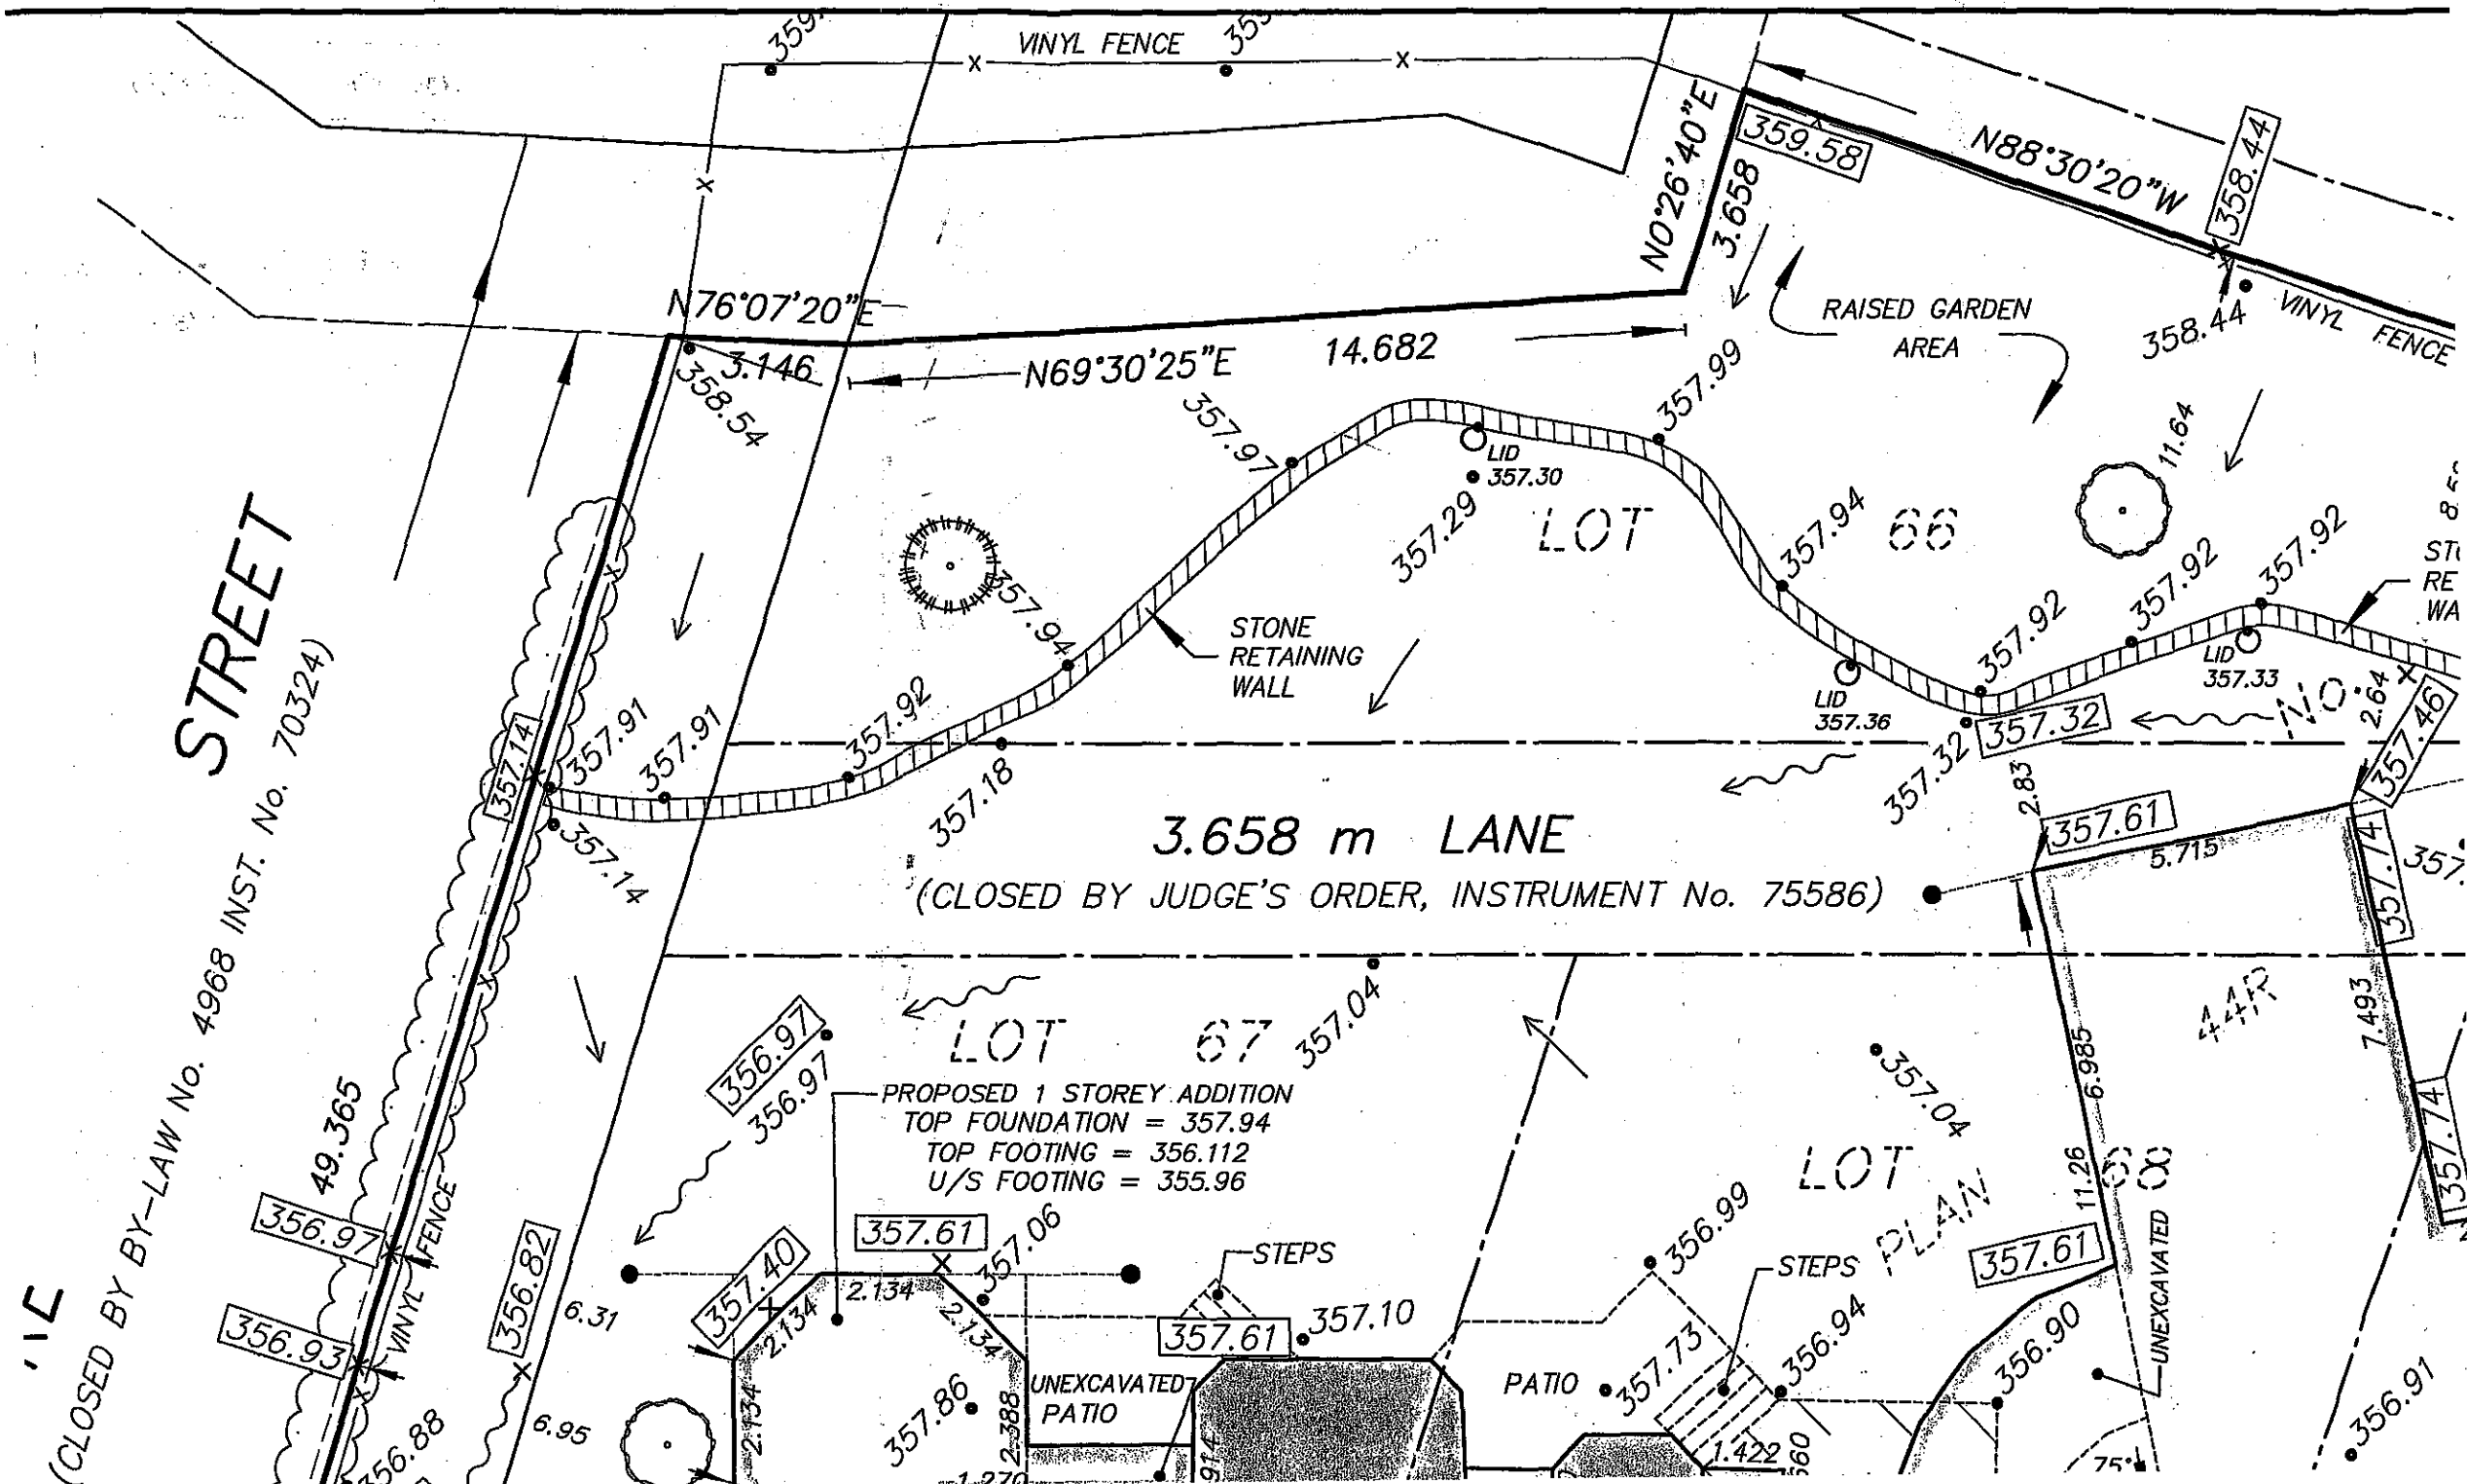 VINYL FENCE
N88°30'20"W
358.44
359.58
N0°26'40"E
3.658
N76°07'20"E
3.146
358.54
N69°30'25"E
14.682
RAISED GARDEN
AREA
358.44
VINYL FENCE
357.99
357.97
LID
357.30
357.29
LOT 66
11.64
357.94
357.92
357.92
357.92
357.94
STONE
RETAINING
WALL
LID
357.33
LID
357.36
NO.
2.64
357.46
357.32
357.32
STREET
(CLOSED BY BY-LAW No. 4968 INST. No. 70324)
357.14
357.91
357.91
357.92
357.18
357.14
2.83
3.658 m LANE
(CLOSED BY JUDGE'S ORDER, INSTRUMENT No. 75586)
357.61
5.715
357.74
44R
7.493
6.985
LOT 67
357.04
356.97
356.97
PROPOSED 1 STOREY ADDITION
TOP FOUNDATION = 357.94
TOP FOOTING = 356.112
U/S FOOTING = 355.96
357.04
LOT 68
PLAN
11.26
357.74
49.365
356.97
FENCE
VINYL
356.93
356.82
6.31
6.95
357.40
357.61
357.06
2.134
2.134
2.134
2.134
STEPS
357.61
357.10
356.99
STEPS
357.61
UNEXCAVATED
UNEXCAVATED
PATIO
357.86
2.388
PATIO
357.73
356.94
356.90
1.422
356.91
1.270